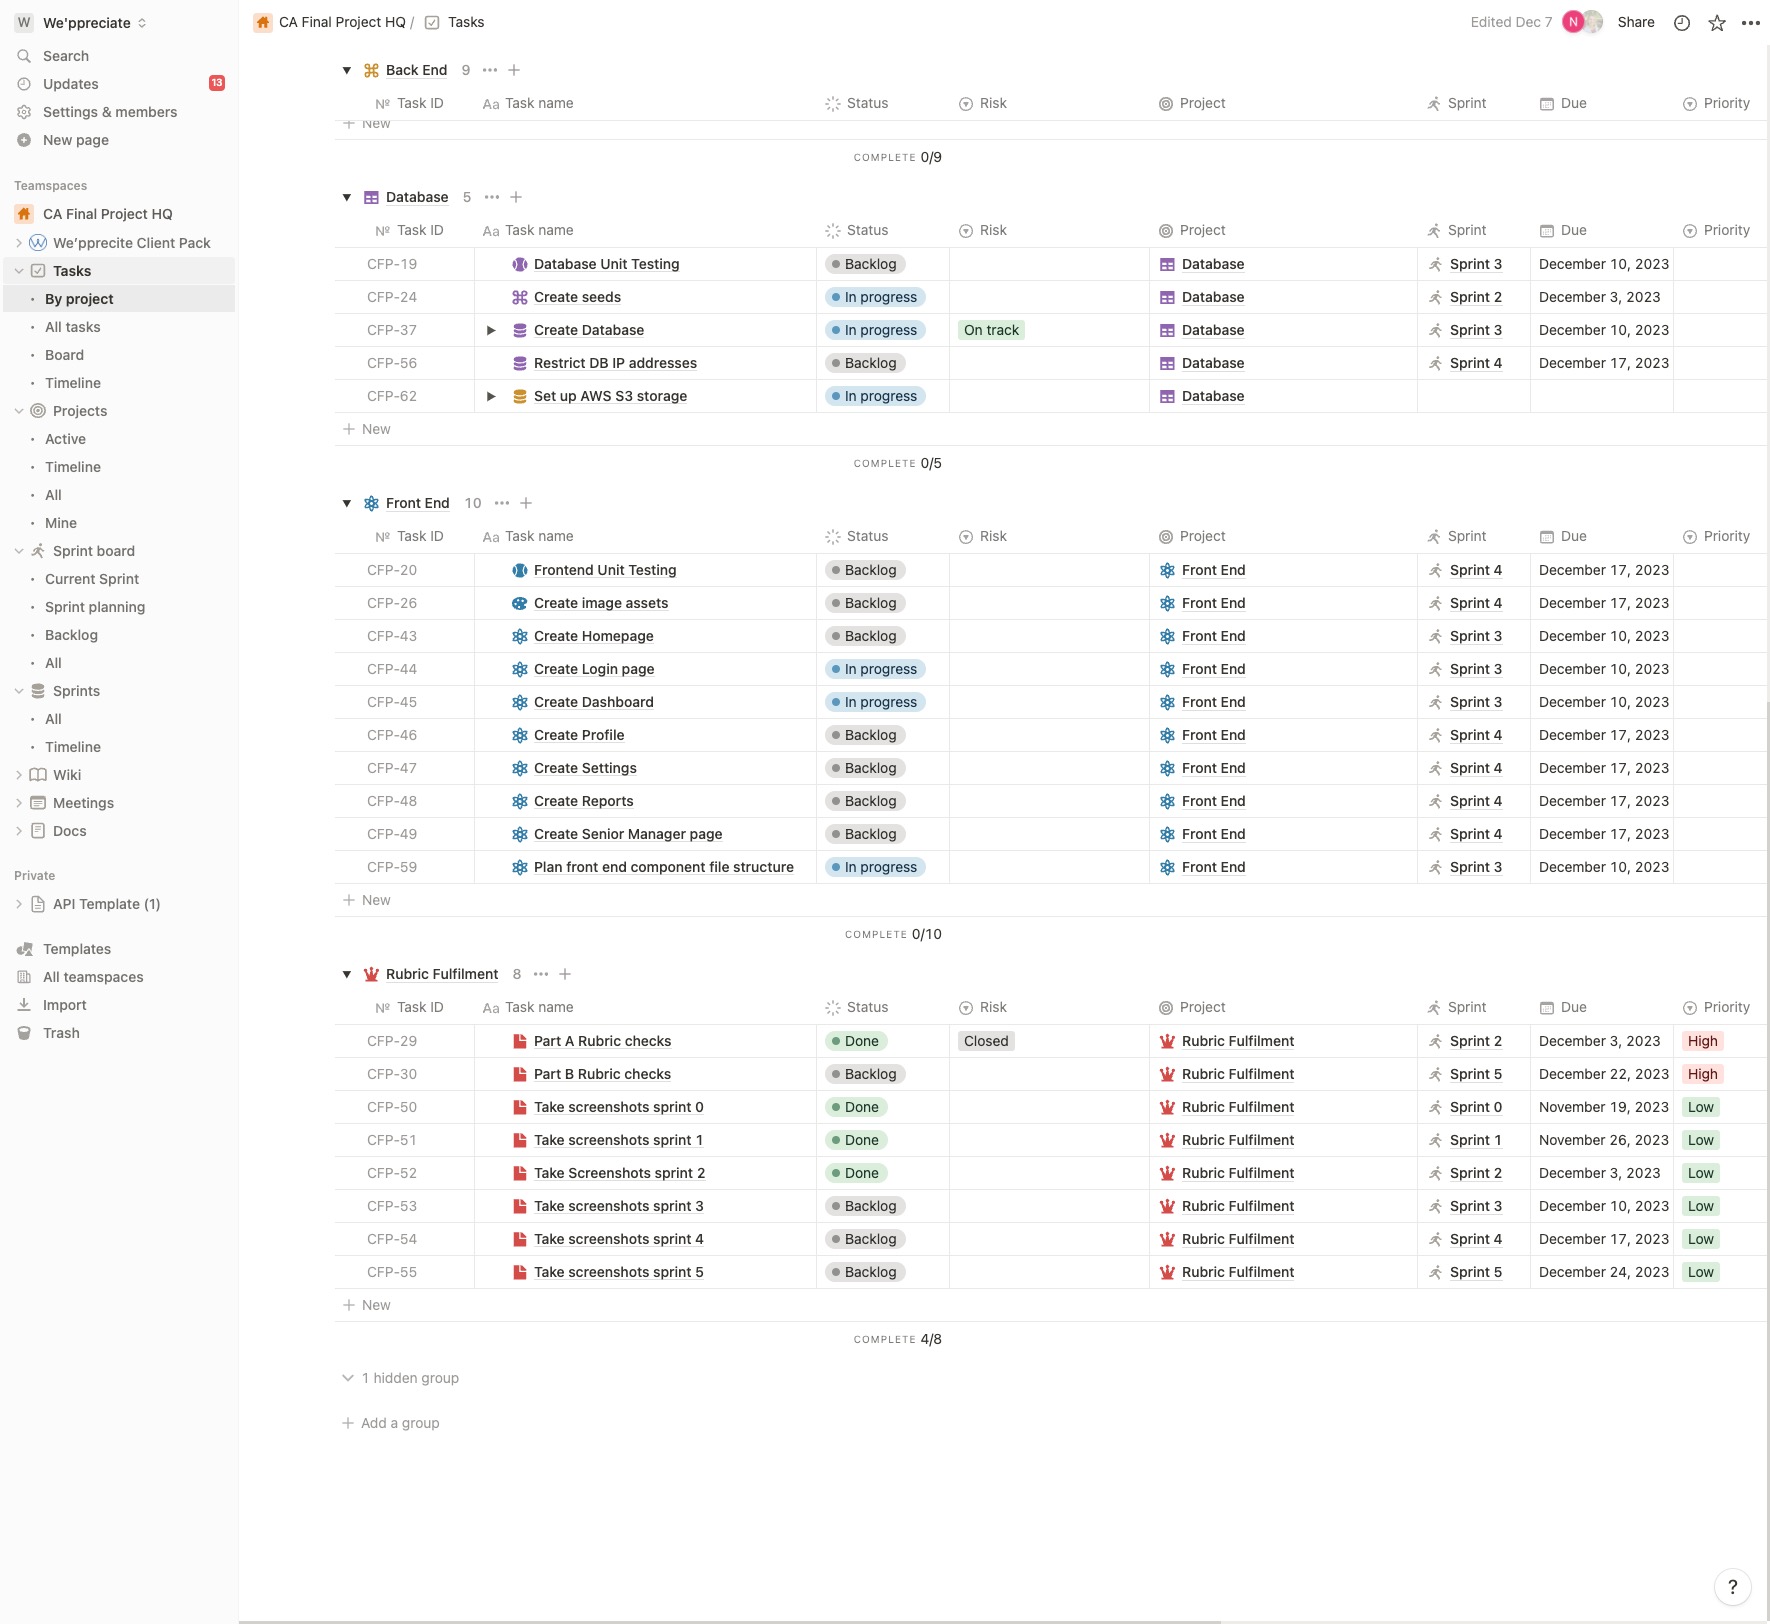 W We'ppreciate
Search
Updates 13
Settings & members
New page
Teamspaces
CA Final Project HQ
We'pprecite Client Pack
Tasks
By project
All tasks
Board
Timeline
Projects
Active
Timeline
All
Mine
Sprint board
Current Sprint
Sprint planning
Backlog
All
Sprints
All
Timeline
Wiki
Meetings
Docs
Private
API Template (1)
Templates
All teamspaces
Import
Trash
CA Final Project HQ / Tasks
Edited Dec 7 N Share
Back End 9 ... +
Nº Task ID Aa Task name Status Risk Project Sprint Due Priority
+ New
COMPLETE 0/9
Database 5 ... +
Nº Task ID Aa Task name Status Risk Project Sprint Due Priority
CFP-19 Database Unit Testing Backlog Database Sprint 3 December 10, 2023
CFP-24 Create seeds In progress Database Sprint 2 December 3, 2023
CFP-37 Create Database In progress On track Database Sprint 3 December 10, 2023
CFP-56 Restrict DB IP addresses Backlog Database Sprint 4 December 17, 2023
CFP-62 Set up AWS S3 storage In progress Database
+ New
COMPLETE 0/5
Front End 10 ... +
Nº Task ID Aa Task name Status Risk Project Sprint Due Priority
CFP-20 Frontend Unit Testing Backlog Front End Sprint 4 December 17, 2023
CFP-26 Create image assets Backlog Front End Sprint 4 December 17, 2023
CFP-43 Create Homepage Backlog Front End Sprint 3 December 10, 2023
CFP-44 Create Login page In progress Front End Sprint 3 December 10, 2023
CFP-45 Create Dashboard In progress Front End Sprint 3 December 10, 2023
CFP-46 Create Profile Backlog Front End Sprint 4 December 17, 2023
CFP-47 Create Settings Backlog Front End Sprint 4 December 17, 2023
CFP-48 Create Reports Backlog Front End Sprint 4 December 17, 2023
CFP-49 Create Senior Manager page Backlog Front End Sprint 4 December 17, 2023
CFP-59 Plan front end component file structure In progress Front End Sprint 3 December 10, 2023
+ New
COMPLETE 0/10
Rubric Fulfilment 8 ... +
Nº Task ID Aa Task name Status Risk Project Sprint Due Priority
CFP-29 Part A Rubric checks Done Closed Rubric Fulfilment Sprint 2 December 3, 2023 High
CFP-30 Part B Rubric checks Backlog Rubric Fulfilment Sprint 5 December 22, 2023 High
CFP-50 Take screenshots sprint 0 Done Rubric Fulfilment Sprint 0 November 19, 2023 Low
CFP-51 Take screenshots sprint 1 Done Rubric Fulfilment Sprint 1 November 26, 2023 Low
CFP-52 Take Screenshots sprint 2 Done Rubric Fulfilment Sprint 2 December 3, 2023 Low
CFP-53 Take screenshots sprint 3 Backlog Rubric Fulfilment Sprint 3 December 10, 2023 Low
CFP-54 Take screenshots sprint 4 Backlog Rubric Fulfilment Sprint 4 December 17, 2023 Low
CFP-55 Take screenshots sprint 5 Backlog Rubric Fulfilment Sprint 5 December 24, 2023 Low
+ New
COMPLETE 4/8
1 hidden group
+ Add a group
?